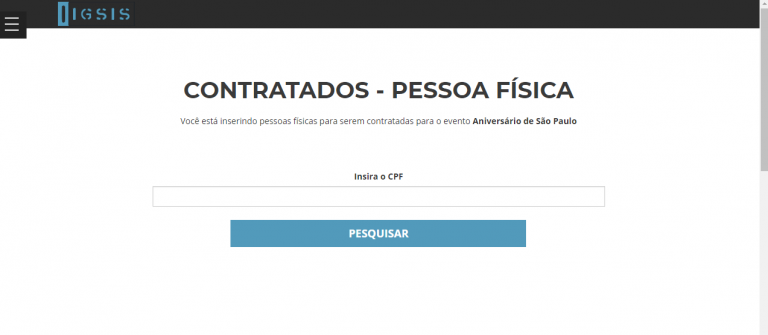 IGSIS
CONTRATADOS - PESSOA FÍSICA
Você está inserindo pessoas físicas para serem contratadas para o evento Aniversário de São Paulo
Insira o CPF
PESQUISAR